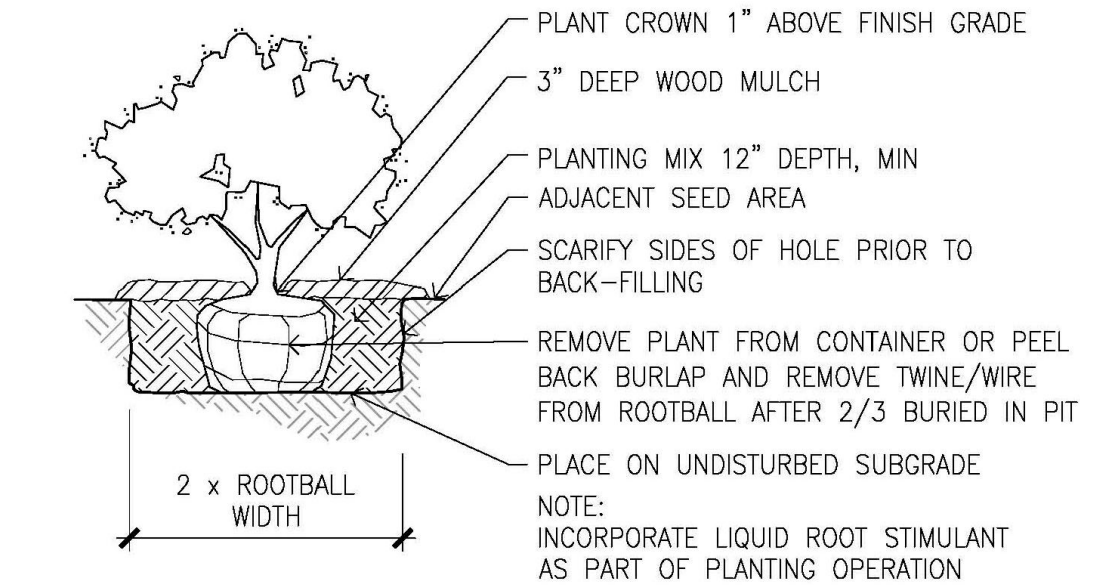 PLANT CROWN 1” ABOVE FINISH GRADE
3” DEEP WOOD MULCH
PLANTING MIX 12” DEPTH, MIN
ADJACENT SEED AREA
SCARIFY SIDES OF HOLE PRIOR TO
BACK–FILLING
REMOVE PLANT FROM CONTAINER OR PEEL
BACK BURLAP AND REMOVE TWINE/WIRE
FROM ROOTBALL AFTER 2/3 BURIED IN PIT
PLACE ON UNDISTURBED SUBGRADE
NOTE:
INCORPORATE LIQUID ROOT STIMULANT
AS PART OF PLANTING OPERATION
2 x ROOTBALL
WIDTH